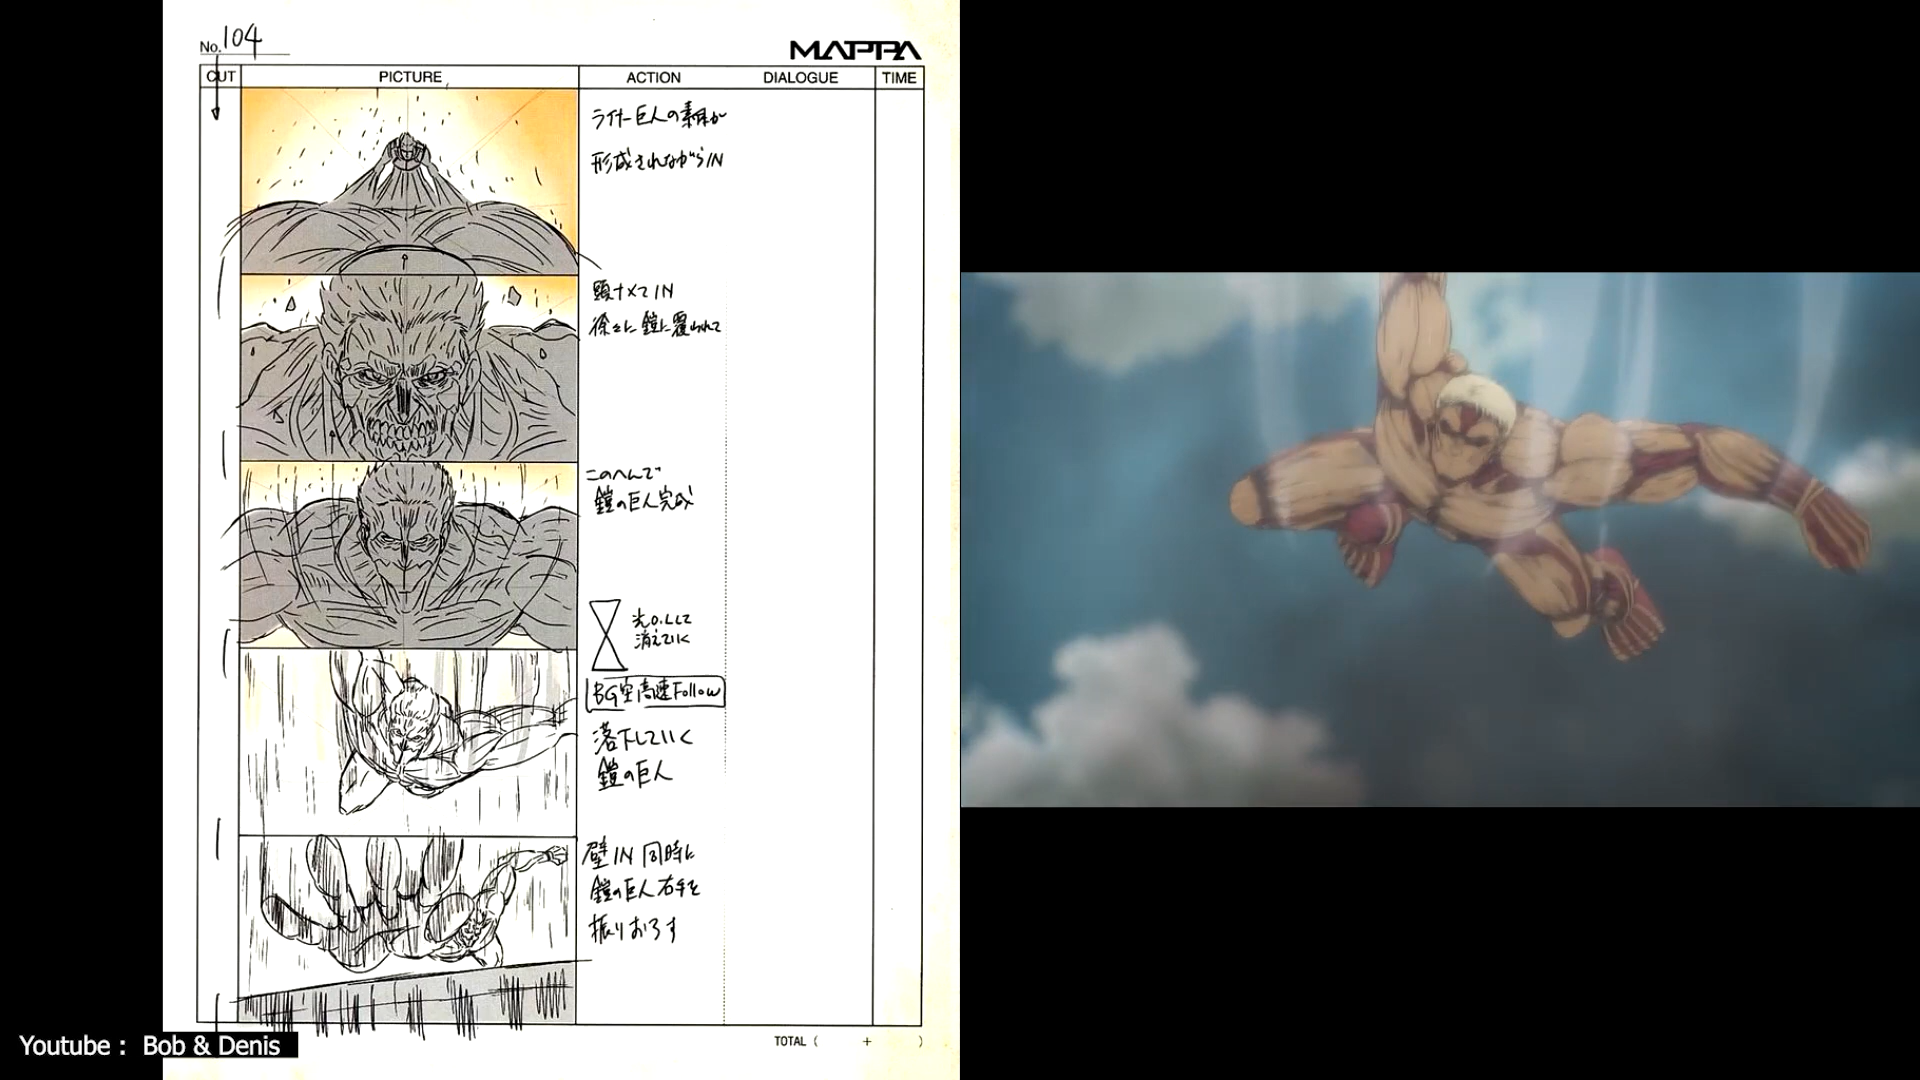 No. 104
MAPPA
CUT PICTURE ACTION DIALOGUE TIME
ライナー巨人の素体が
形成されながらIN
頭ナメてIN
徐々に鎧に覆われて
このへんで
鎧の巨人完成
光O.Lして
消えていく
BG空高速Follow
落下していく
鎧の巨人
壁IN 同時に
鎧の巨人右手を
振りおろす
TOTAL ( + )
Youtube : Bob & Denis